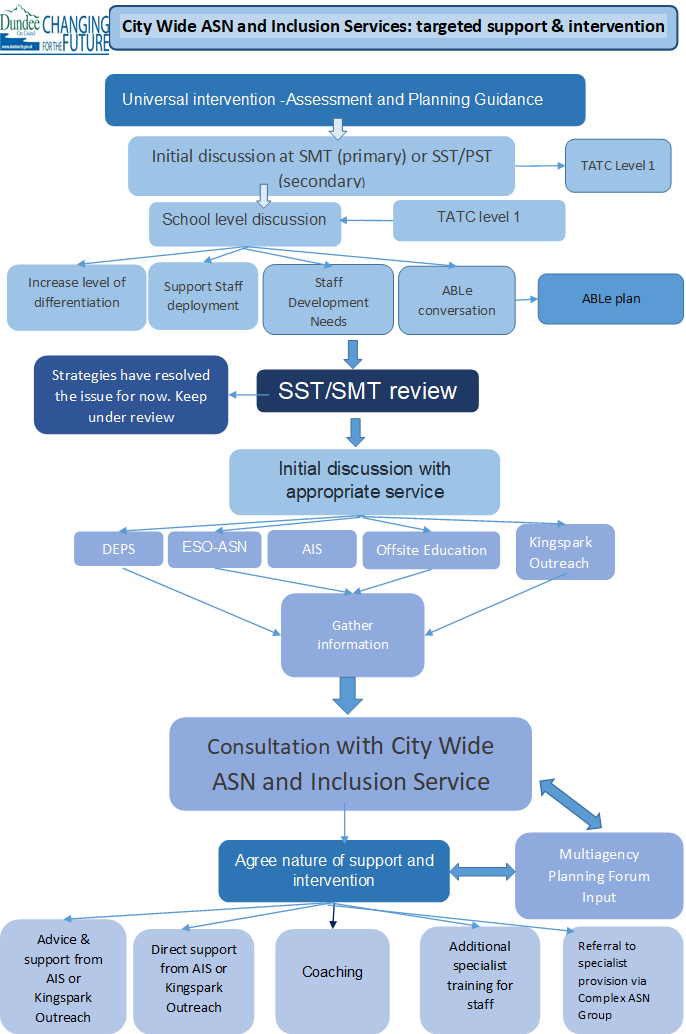 Dundee
City Council
www.dundeecity.gov.uk
CHANGING
FOR THE FUTURE
City Wide ASN and Inclusion Services: targeted support & intervention
Universal intervention -Assessment and Planning Guidance
Initial discussion at SMT (primary) or SST/PST
(secondary)
TATC Level 1
School level discussion
TATC level 1
Increase level of
differentiation
Support Staff
deployment
Staff
Development
Needs
ABLe
conversation
ABLe plan
Strategies have resolved
the issue for now. Keep
under review
SST/SMT review
Initial discussion with
appropriate service
DEPS
ESO-ASN
AIS
Offsite Education
Kingspark
Outreach
Gather
information
Consultation with City Wide
ASN and Inclusion Service
Agree nature of support and
intervention
Multiagency
Planning Forum
Input
Advice &
support from
AIS or
Kingspark
Outreach
Direct support
from AIS or
Kingspark
Outreach
Coaching
Additional
specialist
training for
staff
Referral to
specialist
provision via
Complex ASN
Group